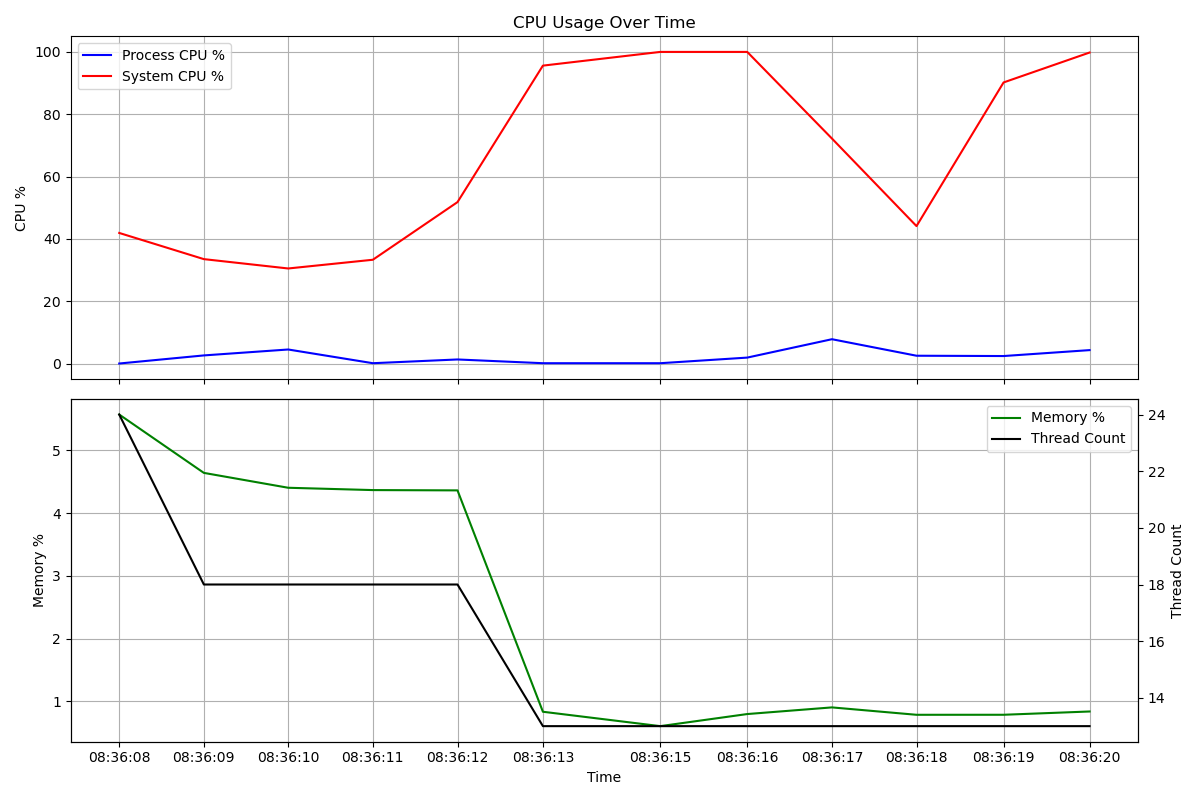 CPU Usage Over Time
Process CPU %
System CPU %
CPU %
100
80
60
40
20
0
Memory %
Thread Count
Memory %
5
4
3
2
1
24
22
20
18
16
14
Thread Count
08:36:08 08:36:09 08:36:10 08:36:11 08:36:12 08:36:13 08:36:15 08:36:16 08:36:17 08:36:18 08:36:19 08:36:20
Time